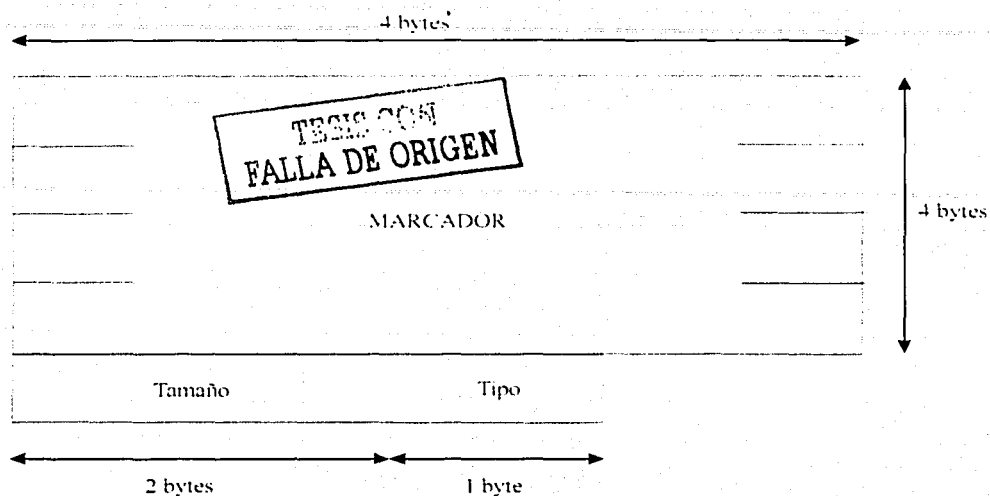 4 bytes
TESIS CON
FALLA DE ORIGEN
MARCADOR
4 bytes
Tamaño Tipo
2 bytes 1 byte